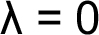 λ = 0